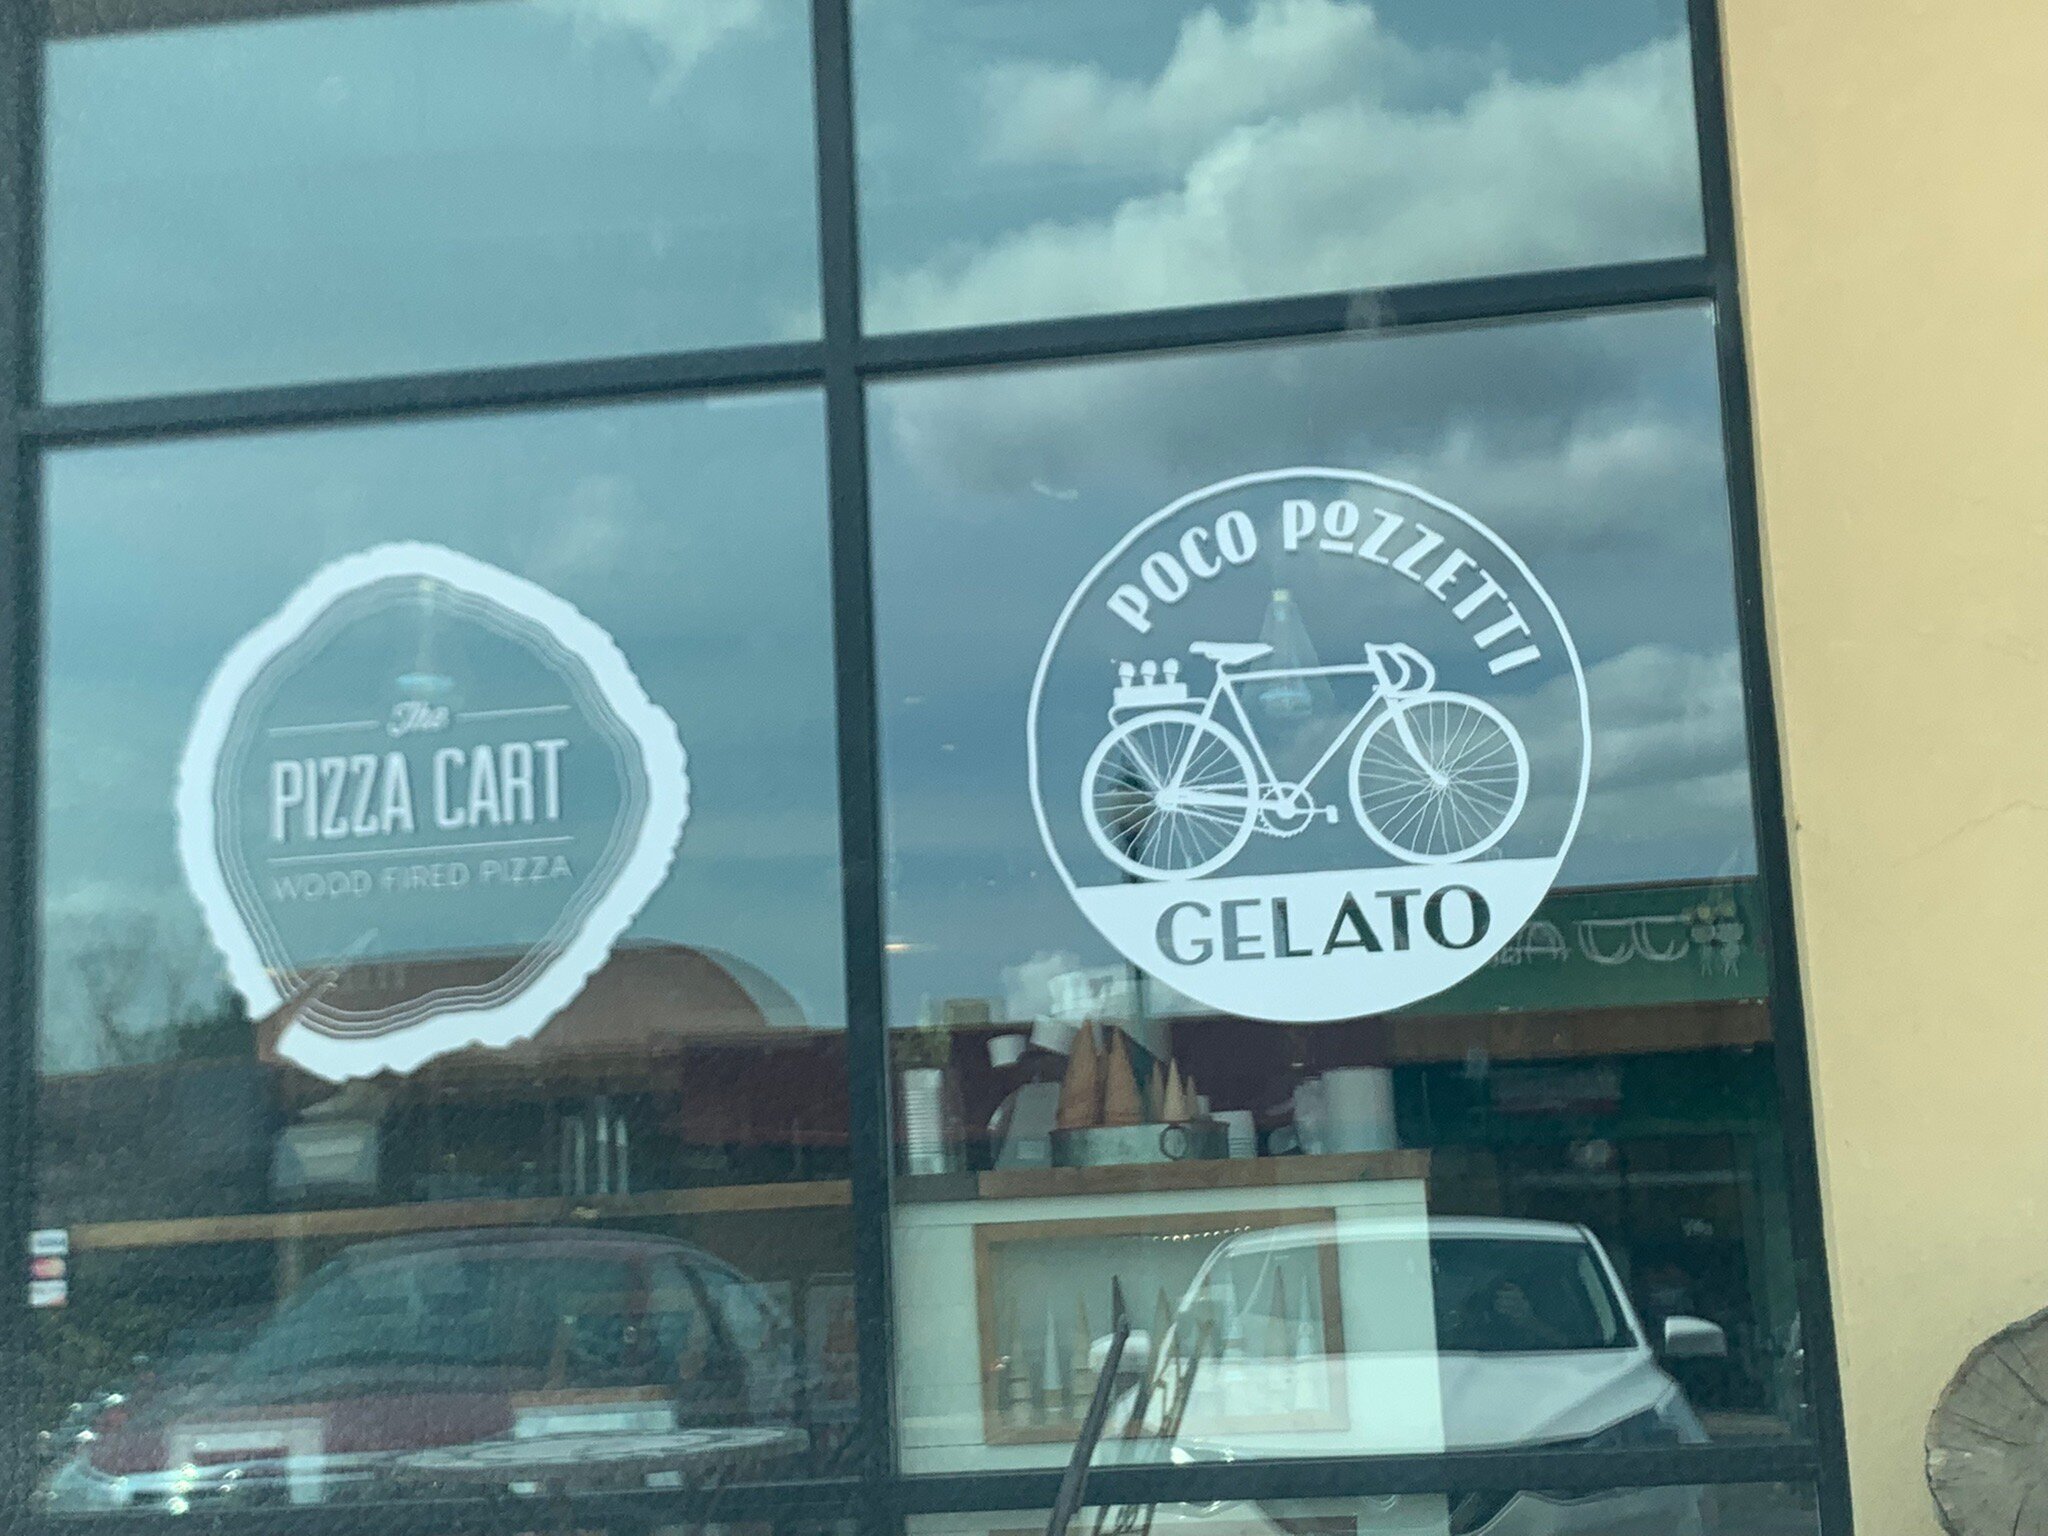 The
PIZZA CART
WOOD FIRED PIZZA
POCO POZZETTI
GELATO